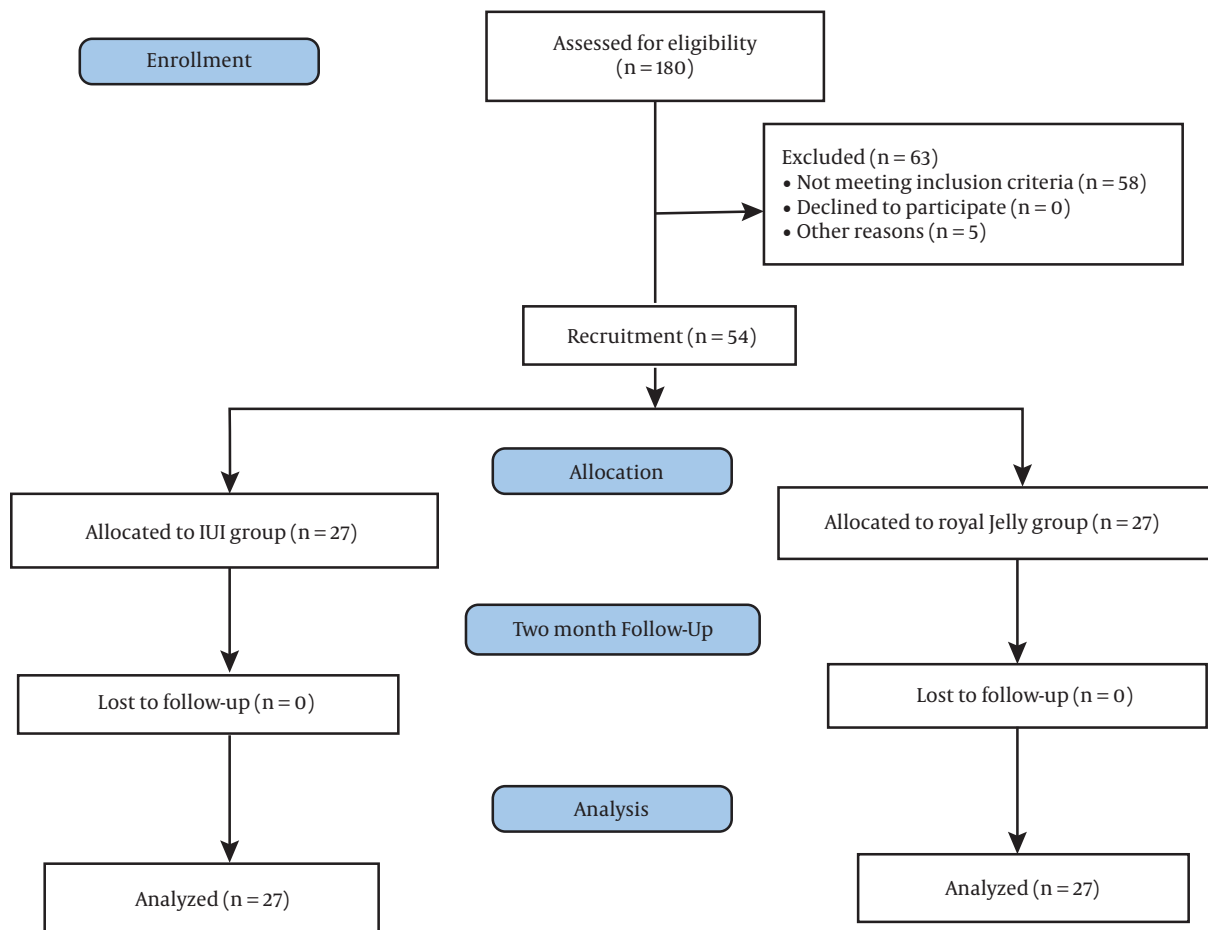 Enrollment
Assessed for eligibility
(n = 180)
Excluded (n = 63)
• Not meeting inclusion criteria (n = 58)
• Declined to participate (n = 0)
• Other reasons (n = 5)
Recruitment (n = 54)
Allocation
Allocated to IUI group (n = 27)
Allocated to royal Jelly group (n = 27)
Two month Follow-Up
Lost to follow-up (n = 0)
Lost to follow-up (n = 0)
Analysis
Analyzed (n = 27)
Analyzed (n = 27)